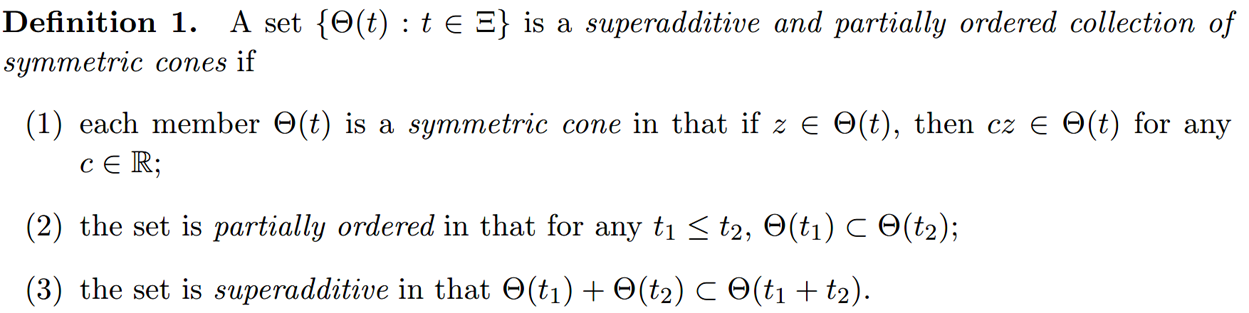 Definition 1. A set {Θ(t) : t ∈ Ξ} is a superadditive and partially ordered collection of
symmetric cones if
(1) each member Θ(t) is a symmetric cone in that if z ∈ Θ(t), then cz ∈ Θ(t) for any
c ∈ ℝ;
(2) the set is partially ordered in that for any t₁ ≤ t₂, Θ(t₁) ⊂ Θ(t₂);
(3) the set is superadditive in that Θ(t₁) + Θ(t₂) ⊂ Θ(t₁ + t₂).